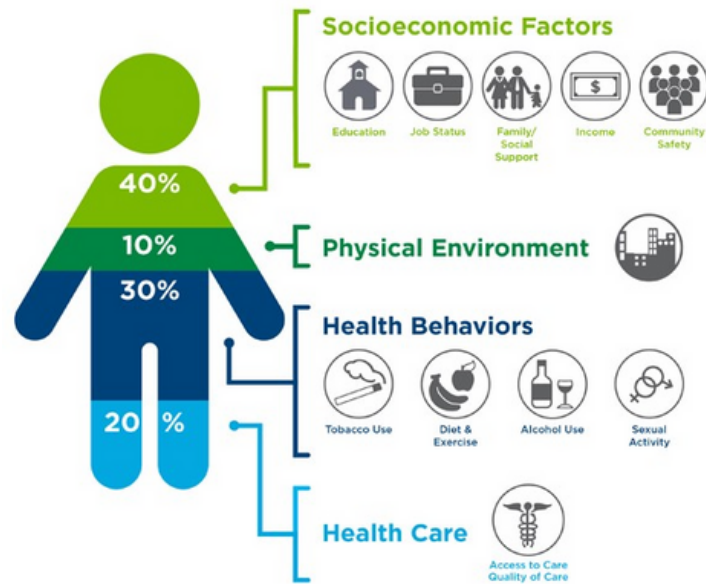 Socioeconomic Factors
$
Education
Job Status
Family/
Social
Support
Income
Community
Safety
40%
10%
Physical Environment
30%
Health Behaviors
Tobacco Use
Diet &
Exercise
Alcohol Use
Sexual
Activity
20 %
Health Care
Access to Care
Quality of Care